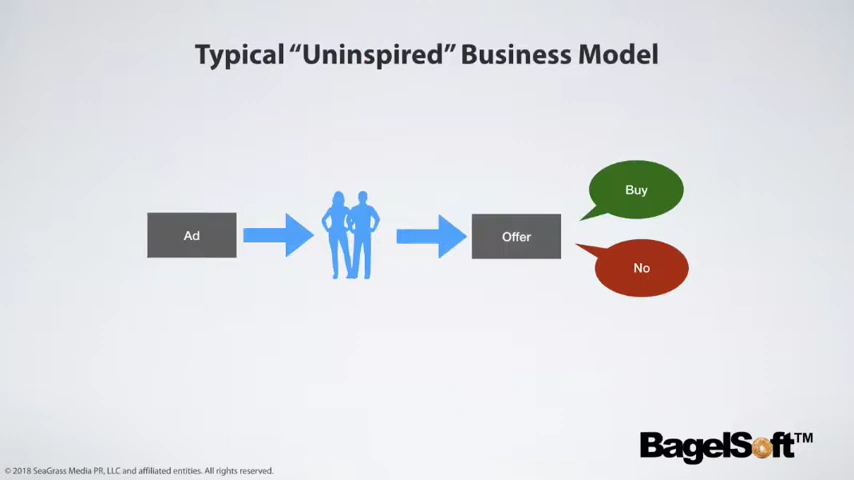 Typical “Uninspired” Business Model
Ad
Offer
Buy
No
BagelSoft™
© 2018 SeaGrass Media PR, LLC and affiliated entities. All rights reserved.